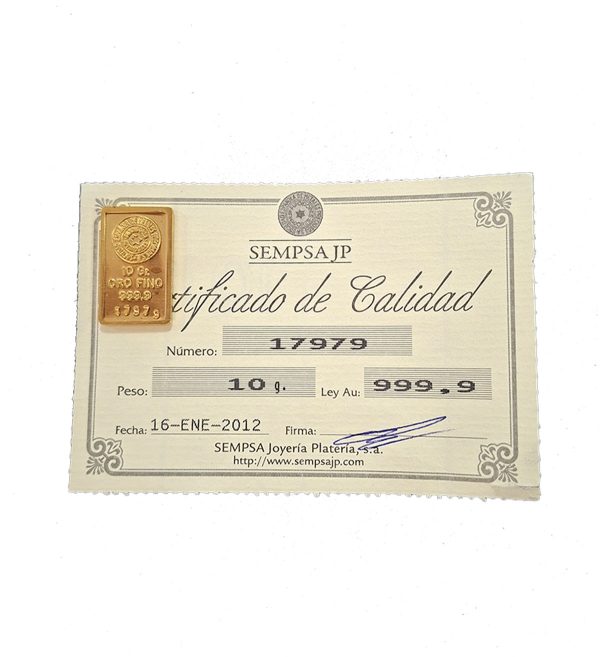 SEMPSA JP
10 Gr.
ORO FINO
999.9
17979
tificado de Calidad
Número: 17979
Peso: 10 g. Ley Au: 999,9
Fecha: 16-ENE-2012 Firma:
SEMPSA Joyería Platería, s.a.
http://www.sempsajp.com